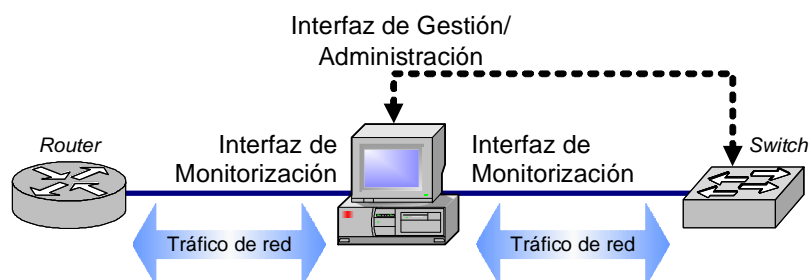 Interfaz de Gestión/
Administración
Router
Interfaz de
Monitorización
Interfaz de
Monitorización
Switch
Tráfico de red
Tráfico de red